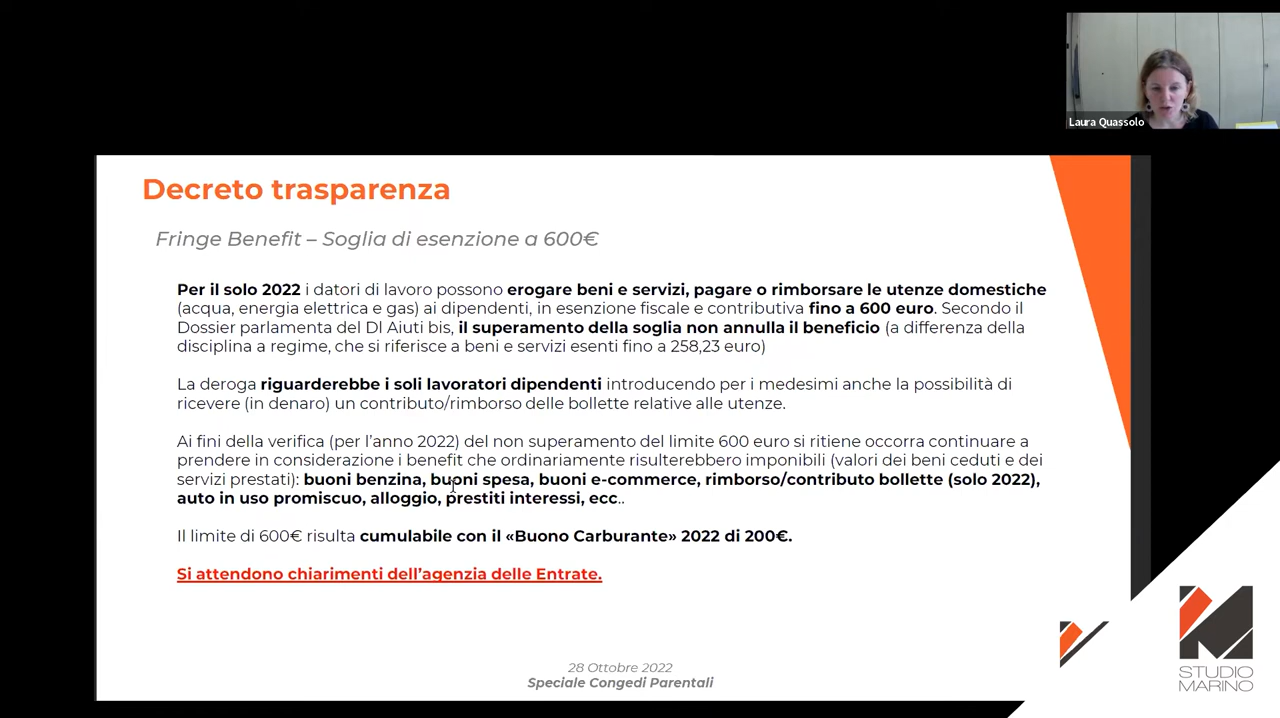 Laura Quassolo
Decreto trasparenza
Fringe Benefit – Soglia di esenzione a 600€
Per il solo 2022 i datori di lavoro possono erogare beni e servizi, pagare o rimborsare le utenze domestiche
(acqua, energia elettrica e gas) ai dipendenti, in esenzione fiscale e contributiva fino a 600 euro. Secondo il
Dossier parlamenta del Dl Aiuti bis, il superamento della soglia non annulla il beneficio (a differenza della
disciplina a regime, che si riferisce a beni e servizi esenti fino a 258,23 euro)
La deroga riguarderebbe i soli lavoratori dipendenti introducendo per i medesimi anche la possibilità di
ricevere (in denaro) un contributo/rimborso delle bollette relative alle utenze.
Ai fini della verifica (per l'anno 2022) del non superamento del limite 600 euro si ritiene occorra continuare a
prendere in considerazione i benefit che ordinariamente risulterebbero imponibili (valori dei beni ceduti e dei
servizi prestati): buoni benzina, buoni spesa, buoni e-commerce, rimborso/contributo bollette (solo 2022),
auto in uso promiscuo, alloggio, prestiti interessi, ecc..
Il limite di 600€ risulta cumulabile con il «Buono Carburante» 2022 di 200€.
Si attendono chiarimenti dell'agenzia delle Entrate.
28 Ottobre 2022
Speciale Congedi Parentali
STUDIO
MARINO